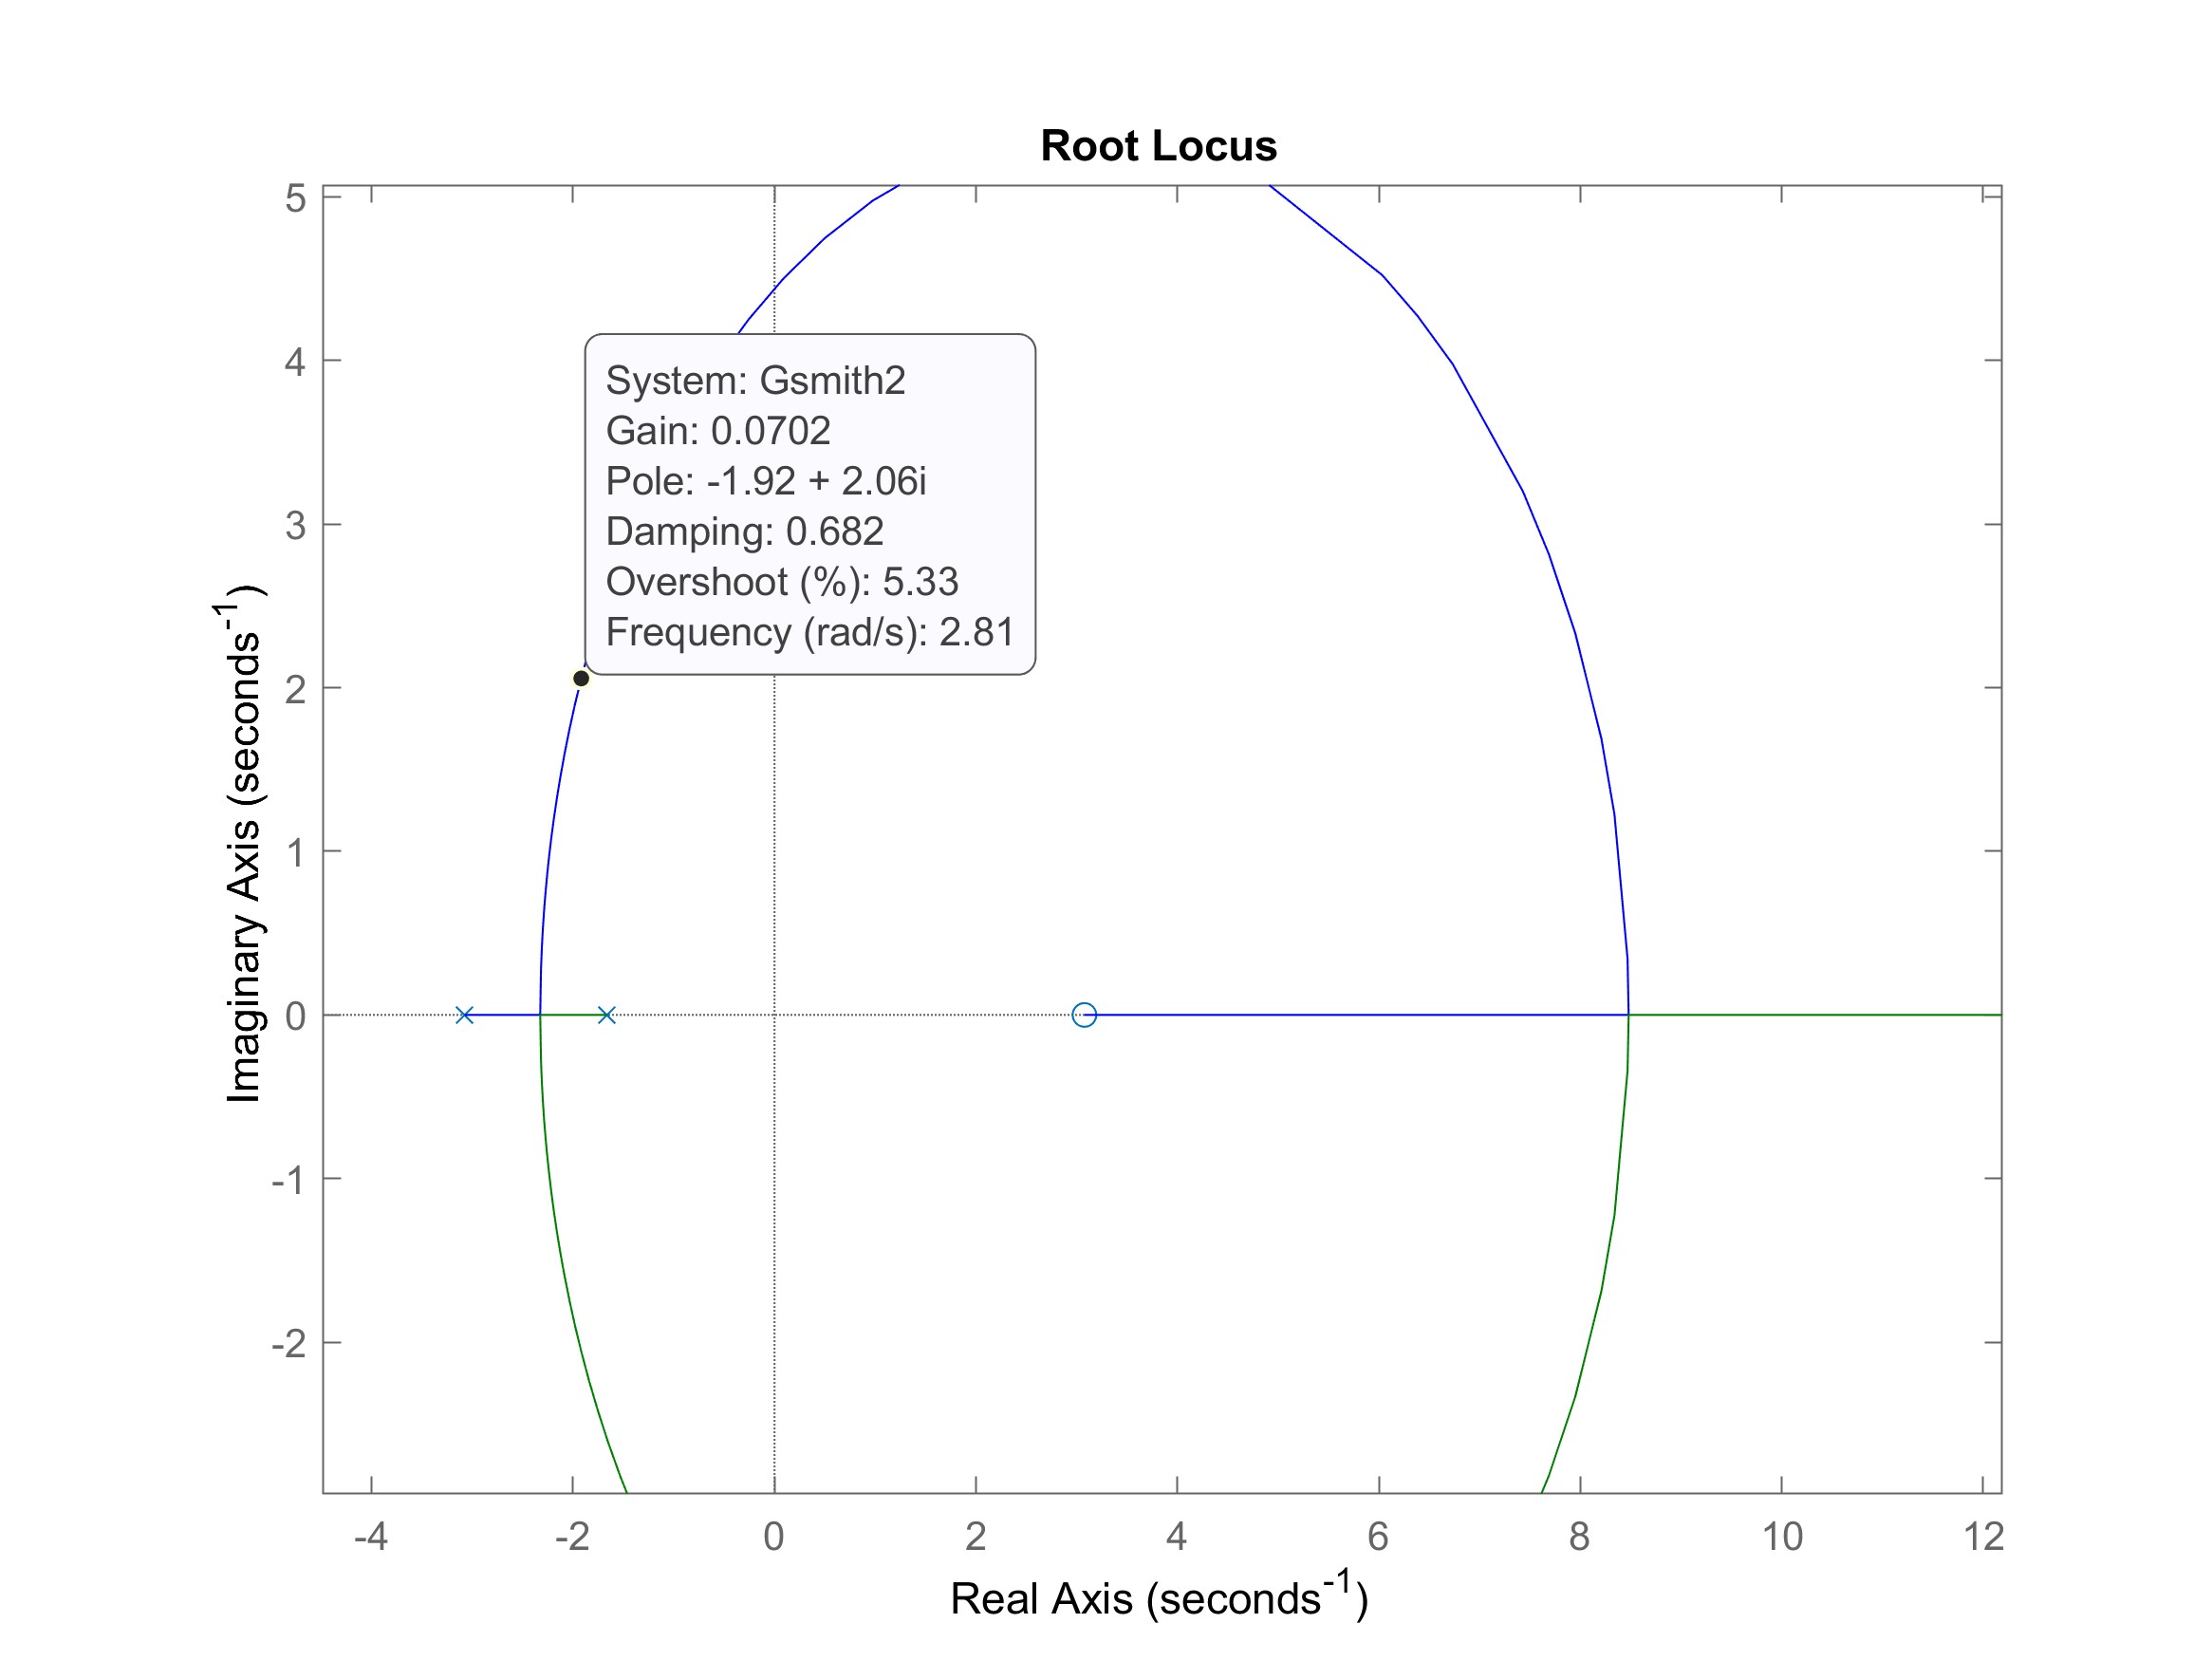 Root Locus
5
4
3
2
1
0
-1
-2
Imaginary Axis (seconds⁻¹)
System: Gsmith2
Gain: 0.0702
Pole: -1.92 + 2.06i
Damping: 0.682
Overshoot (%): 5.33
Frequency (rad/s): 2.81
-4 -2 0 2 4 6 8 10 12
Real Axis (seconds⁻¹)